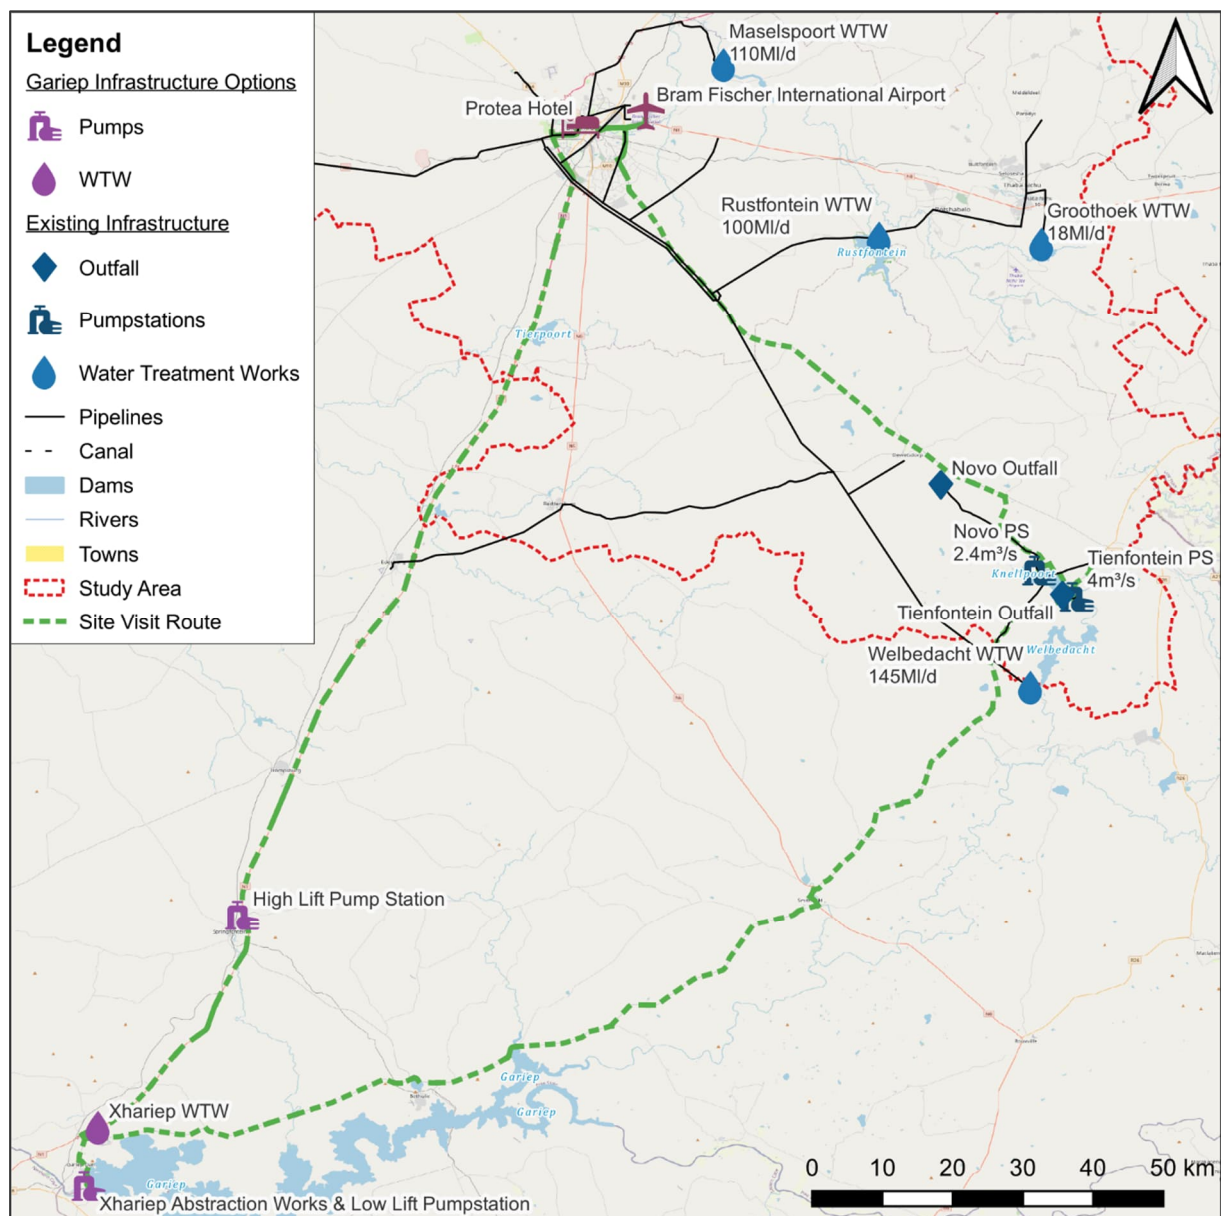 Legend
Gariep Infrastructure Options
Pumps
WTW
Existing Infrastructure
Outfall
Pumpstations
Water Treatment Works
Pipelines
Canal
Dams
Rivers
Towns
Study Area
Site Visit Route
Maselspoort WTW
110Ml/d
Protea Hotel
Bram Fischer International Airport
Rustfontein WTW
100Ml/d
Groothoek WTW
18Ml/d
Rustfontein
Tierpoort
Novo Outfall
Novo PS
2.4m³/s
Knellpoort
Tienfontein PS
4m³/s
Tienfontein Outfall
Welbedacht WTW
145Ml/d
Welbedacht
High Lift Pump Station
Gariep
Gariep
Xhariep WTW
Gariep
Xhariep Abstraction Works & Low Lift Pumpstation
0 10 20 30 40 50 km